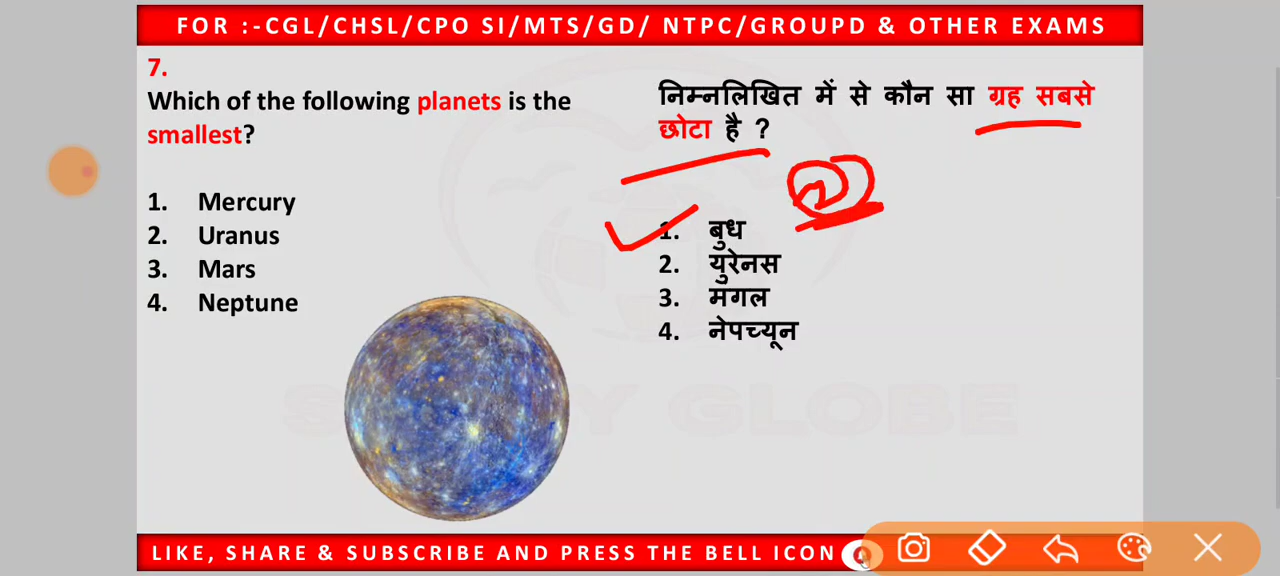 FOR :-CGL/CHSL/CPO SI/MTS/GD/ NTPC/GROUPD & OTHER EXAMS
7.
Which of the following planets is the
smallest?
1. Mercury
2. Uranus
3. Mars
4. Neptune
निम्नलिखित में से कौन सा ग्रह सबसे
छोटा है ?
1. बुध
2. युरेनस
3. मंगल
4. नेपच्यून
STUDY GLOBE
LIKE, SHARE & SUBSCRIBE AND PRESS THE BELL ICON